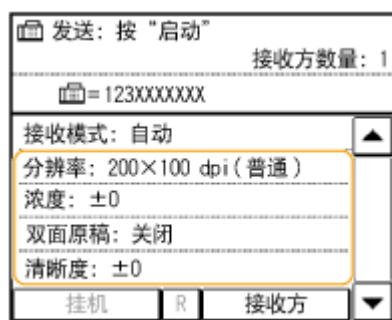 发送: 按“启动”
接收方数量: 1
=123XXXXXXX
接收模式: 自动
分辨率: 200×100 dpi(普通)
浓度: ±0
双面原稿: 关闭
清晰度: ±0
挂机 R 接收方